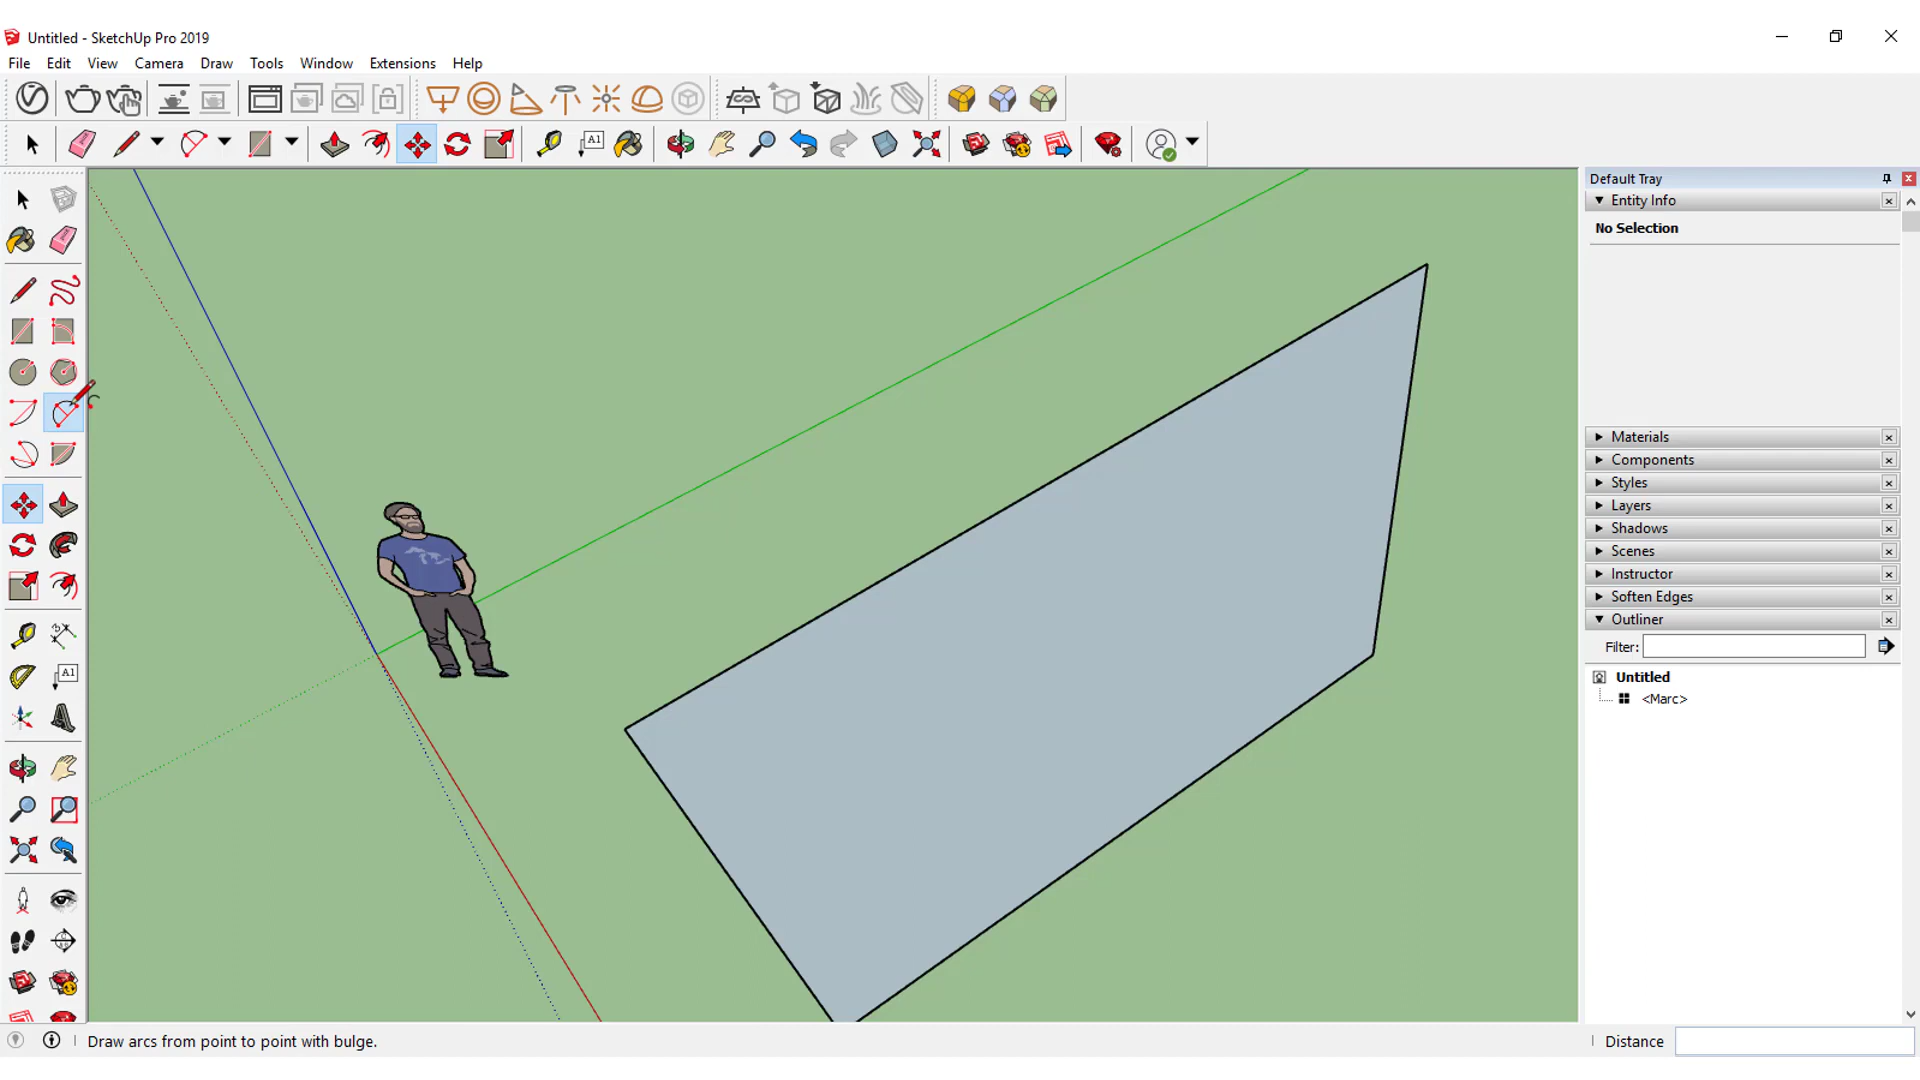 Untitled - SketchUp Pro 2019
File Edit View Camera Draw Tools Window Extensions Help
A1
Default Tray
Entity Info
No Selection
Materials
Components
Styles
Layers
Shadows
Scenes
Instructor
Soften Edges
Outliner
Filter:
Untitled
<Marc>
A1
Draw arcs from point to point with bulge.
Distance